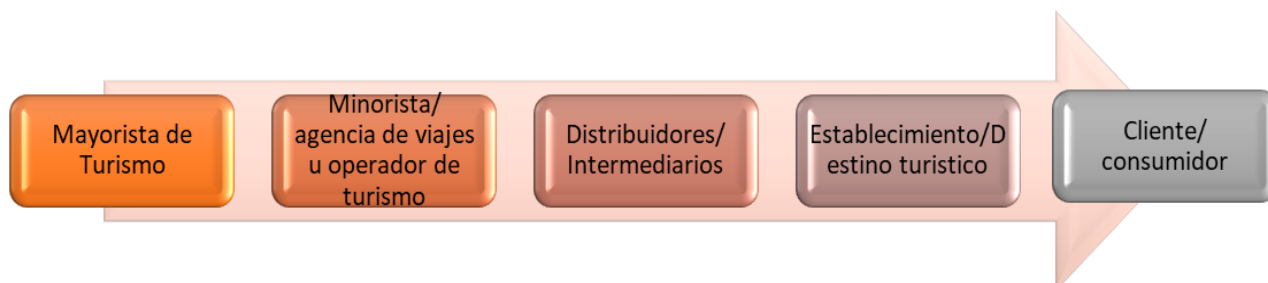 Mayorista de
Turismo
Minorista/
agencia de viajes
u operador de
turismo
Distribuidores/
Intermediarios
Establecimiento/D
estino turistico
Cliente/
consumidor